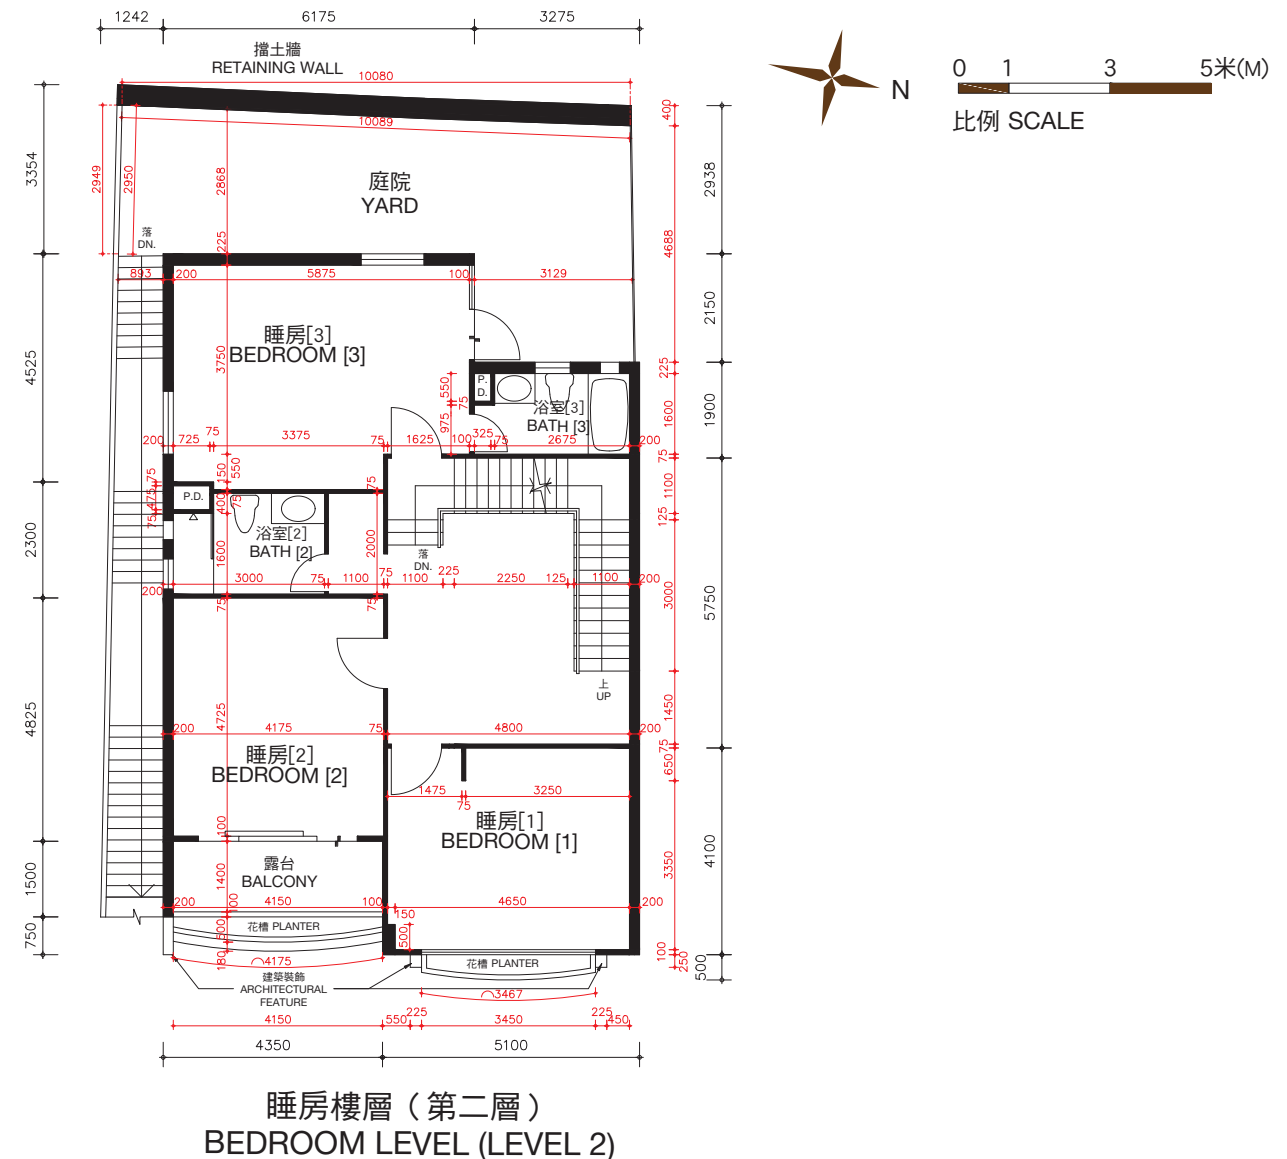 1242 6175 3275
擋土牆
RETAINING WALL
10080
10089
N
0 1 3 5米(M)
比例 SCALE
3354
2949
2950
2868
225
庭院
YARD
400
4688
2938
落
DN.
893 200 5875 100 3129
睡房[3]
BEDROOM [3]
3750
4525
2150
225
P.
D.
550
75
975
浴室[3]
BATH [3]
1600
1900
200 725 75 3375 75 1625 100 325 75 2675 200
150
550
75
75
1100
125
75
475
75
P.D.
400
75
浴室[2]
BATH [2]
1600
2000
2300
落
DN.
200 3000 75 1100 75 1100 225 2250 125 1100 200
75
75
3000
5750
上
UP
4825
4725
1450
200 4175 75 4800 200
睡房[2]
BEDROOM [2]
75
650
1475 75 3250
睡房[1]
BEDROOM [1]
3350
4100
100
露台
BALCONY
1400
1500
200 4150 100 4650 200
100
150
500
花槽 PLANTER
500
180
750
4175
花槽 PLANTER
100
250
500
建築裝飾
ARCHITECTURAL
FEATURE
3467
4150 550 225 3450 225 450
4350 5100
睡房樓層（第二層）
BEDROOM LEVEL (LEVEL 2)